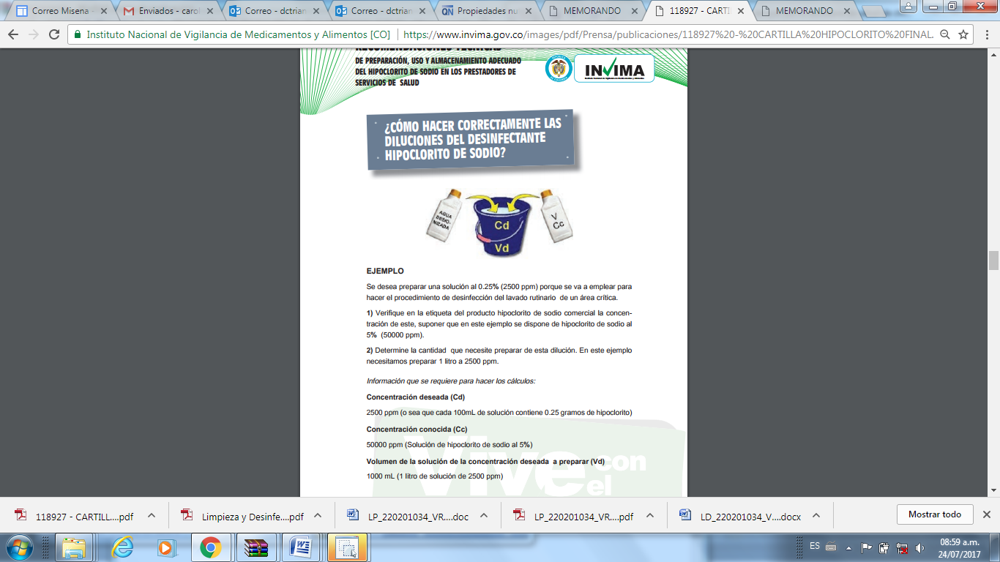 Correo Misena -
Enviados - carol
Correo - dctrian
Correo - dctrian
Propiedades nu
MEMORANDO
118927 - CARTI
MEMORANDO
Instituto Nacional de Vigilancia de Medicamentos y Alimentos [CO]
https://www.invima.gov.co/images/pdf/Prensa/publicaciones/118927%20-%20CARTILLA%20HIPOCLORITO%20FINAL.
RECOMENDACIONES TÉCNICAS
DE PREPARACIÓN, USO Y ALMACENAMIENTO ADECUADO
DEL HIPOCLORITO DE SODIO EN LOS PRESTADORES DE
SERVICIOS DE SALUD
INVIMA
¿CÓMO HACER CORRECTAMENTE LAS
DILUCIONES DEL DESINFECTANTE
HIPOCLORITO DE SODIO?
AGUA
DESIO-
NIZADA
Cd
Vd
V
Cc
EJEMPLO
Se desea preparar una solución al 0.25% (2500 ppm) porque se va a emplear para
hacer el procedimiento de desinfección del lavado rutinario de un área crítica.
1) Verifique en la etiqueta del producto hipoclorito de sodio comercial la concen-
tración de este, suponer que en este ejemplo se dispone de hipoclorito de sodio al
5% (50000 ppm).
2) Determine la cantidad que necesite preparar de esta dilución. En este ejemplo
necesitamos preparar 1 litro a 2500 ppm.
Información que se requiere para hacer los cálculos:
Concentración deseada (Cd)
2500 ppm (o sea que cada 100mL de solución contiene 0.25 gramos de hipoclorito)
Concentración conocida (Cc)
50000 ppm (Solución de hipoclorito de sodio al 5%)
Volumen de la solución de la concentración deseada a preparar (Vd)
1000 mL (1 litro de solución de 2500 ppm)
Vive con
el
118927 - CARTILL....pdf
Limpieza y Desinfe....pdf
LP_220201034_VR....doc
LP_220201034_VR....pdf
LD_220201034_V....docx
Mostrar todo
ES
08:59 a.m.
24/07/2017